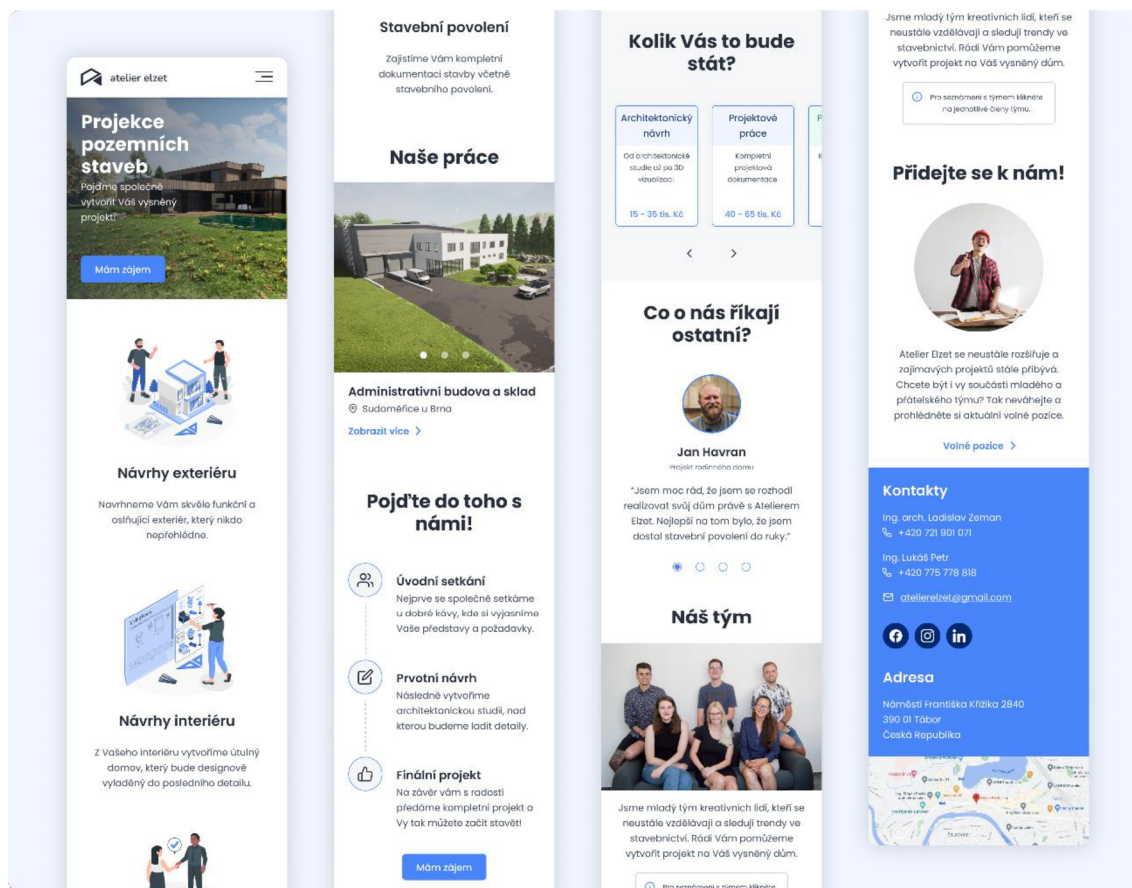 atelier elzet
Projekce
pozemních
staveb
Pojďme společně
vytvořit Váš vysněný
projekt!
Mám zájem
Návrhy exteriéru
Navrhneme Vám skvěle funkční a
oslňující exteriér, který nikdo
nepřehlédne.
Návrhy interiéru
Z Vašeho interiéru vytvoříme útulný
domov, který bude designově
vyladěný do posledního detailu.
Stavební povolení
Zajistíme Vám kompletní
dokumentaci stavby včetně
stavebního povolení.
Naše práce
Administrativní budova a sklad
Sudoměřice u Brna
Zobrazit více
Pojďte do toho s
námi!
Úvodní setkání
Nejprve se společně setkáme
u dobré kávy, kde si vyjasníme
Vaše představy a požadavky.
Prvotní návrh
Následně vytvoříme
architektonickou studii, nad
kterou budeme ladit detaily.
Finální projekt
Na závěr vám s radostí
předáme kompletní projekt a
Vy tak můžete začít stavět!
Mám zájem
Kolik Vás to bude
stát?
Architektonický
návrh
Od architektonické
studie až po 3D
vizualizaci.
15 - 35 tis. Kč
Projektové
práce
Kompletní
projektová
dokumentace.
40 - 65 tis. Kč
Co o nás říkají
ostatní?
Jan Havran
Projekt rodinného domu
"Jsem moc rád, že jsem se rozhodl
realizovat svůj dům právě s Atelierem
Elzet. Nejlepší na tom bylo, že jsem
dostal stavební povolení do ruky."
Náš tým
Jsme mladý tým kreativních lidí, kteří se
neustále vzdělávají a sledují trendy ve
stavebnictví. Rádi Vám pomůžeme
vytvořit projekt na Váš vysněný dům.
Pro seznámení s týmem klikněte
Jsme mladý tým kreativních lidí, kteří se
neustále vzdělávají a sledují trendy ve
stavebnictví. Rádi Vám pomůžeme
vytvořit projekt na Váš vysněný dům.
Pro seznámení s týmem klikněte
na jednotlivé členy týmu.
Přidejte se k nám!
Atelier Elzet se neustále rozšiřuje a
zajímavých projektů stále přibývá.
Chcete být i vy součástí mladého a
přátelského týmu? Tak neváhejte a
prohlédněte si aktuální volné pozice.
Volné pozice
Kontakty
Ing. arch. Ladislav Zeman
+420 721 901 071
Ing. Lukáš Petr
+420 775 778 818
atelierelzet@gmail.com
Adresa
Náměstí Františka Křižíka 2840
390 01 Tábor
Česká Republika